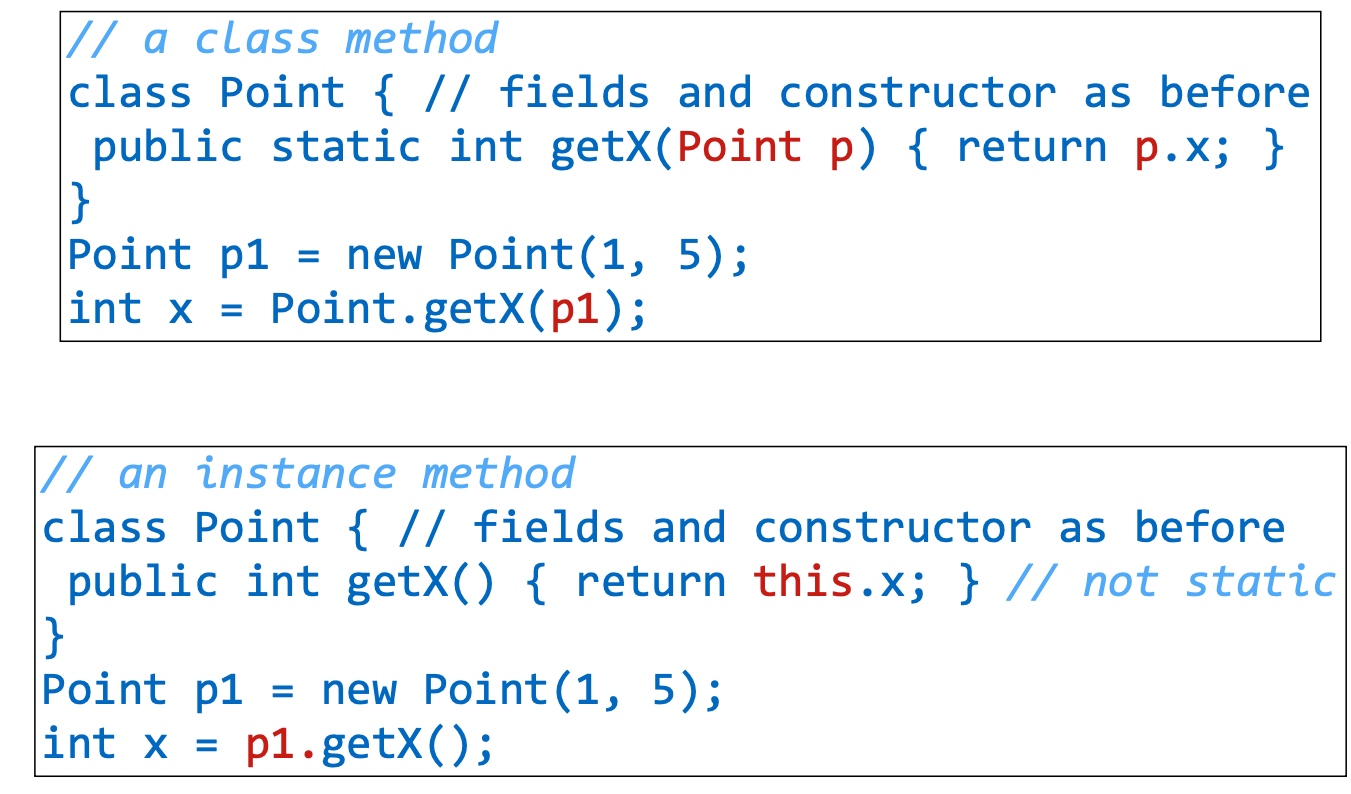 // a class method
class Point { // fields and constructor as before
 public static int getX(Point p) { return p.x; }
}
Point p1 = new Point(1, 5);
int x = Point.getX(p1);
// an instance method
class Point { // fields and constructor as before
 public int getX() { return this.x; } // not static
}
Point p1 = new Point(1, 5);
int x = p1.getX();